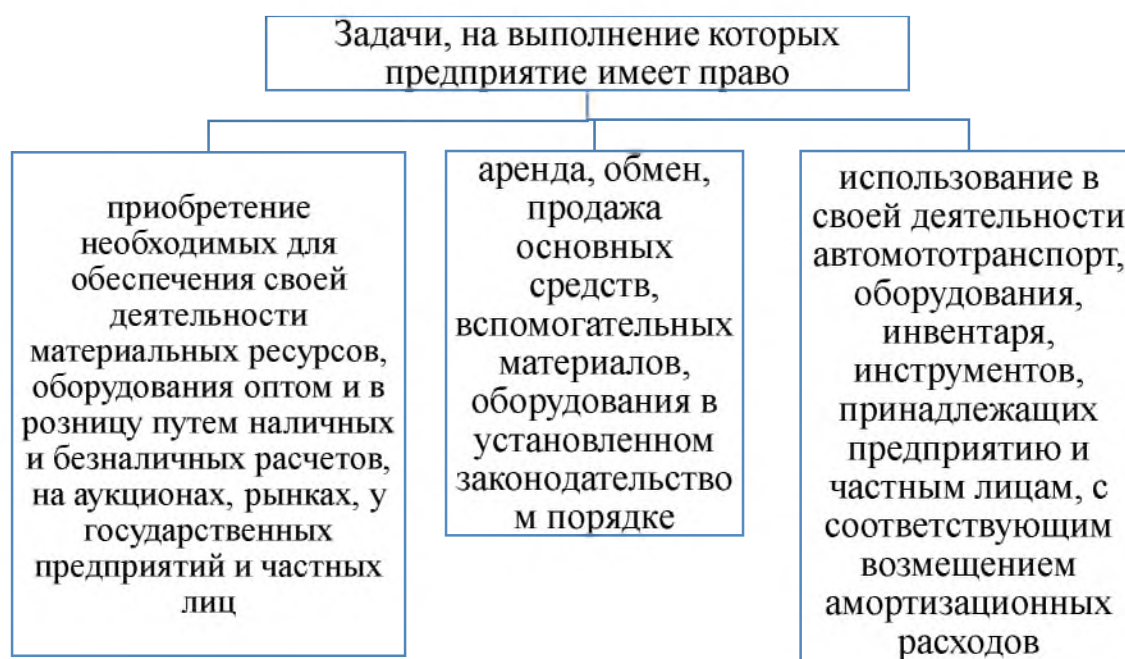 Задачи, на выполнение которых
предприятие имеет право
приобретение
необходимых для
обеспечения своей
деятельности
материальных ресурсов,
оборудования оптом и в
розницу путем наличных
и безналичных расчетов,
на аукционах, рынках, у
государственных
предприятий и частных
лиц
аренда, обмен,
продажа
основных
средств,
вспомогательных
материалов,
оборудования в
установленном
законодательство
м порядке
использование в
своей деятельности
автомототранспорт,
оборудования,
инвентаря,
инструментов,
принадлежащих
предприятию и
частным лицам, с
соответствующим
возмещением
амортизационных
расходов